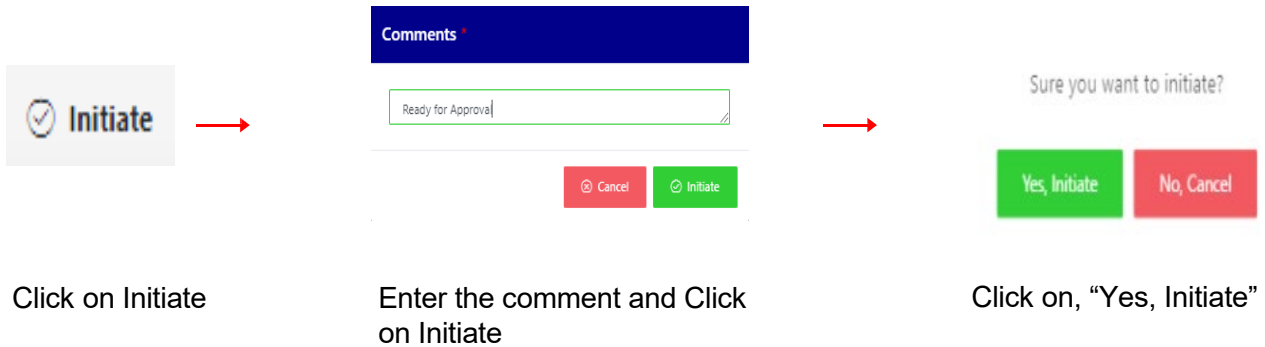 Initiate
Comments *
Ready for Approval
Cancel
Initiate
Sure you want to initiate?
Yes, Initiate
No, Cancel
Click on Initiate
Enter the comment and Click
on Initiate
Click on, “Yes, Initiate”